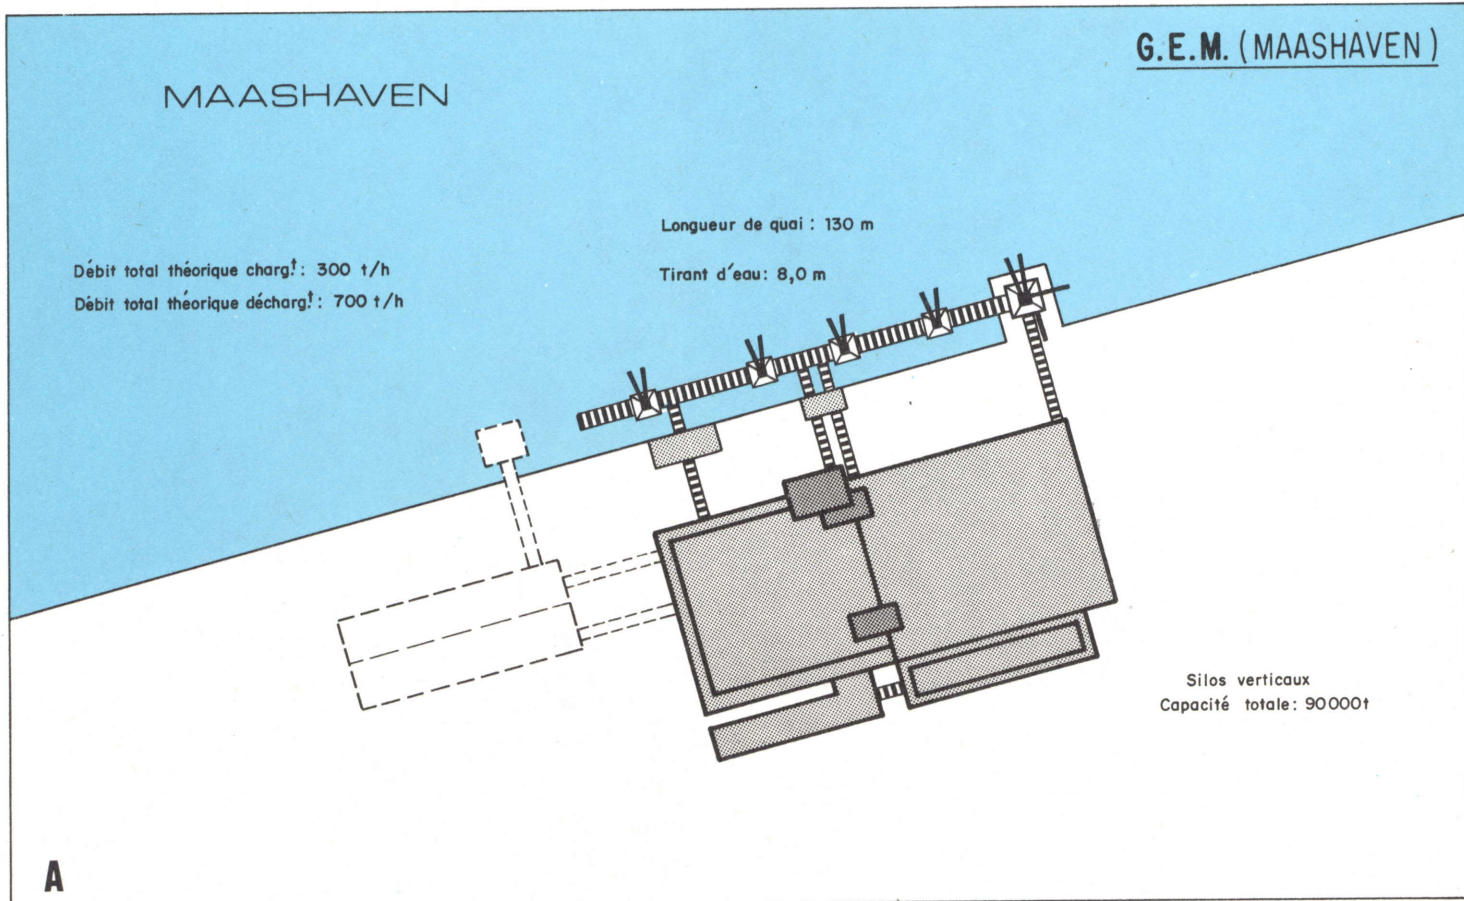 G.E.M. (MAASHAVEN)
MAASHAVEN
Longueur de quai : 130 m
Débit total théorique charg.t : 300 t/h
Tirant d'eau : 8,0 m
Débit total théorique décharg.t : 700 t/h
Silos verticaux
Capacité totale : 90000t
A